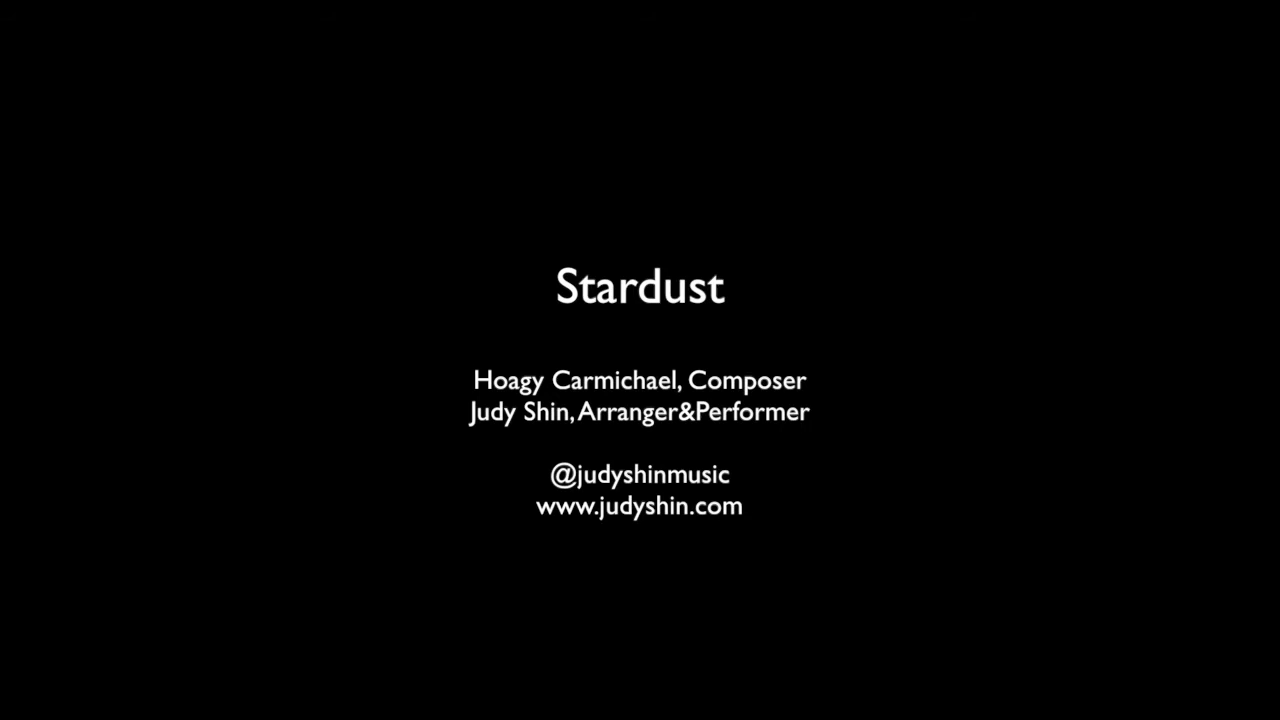 Stardust
Hoagy Carmichael, Composer
Judy Shin, Arranger&Performer
@judyshinmusic
www.judyshin.com